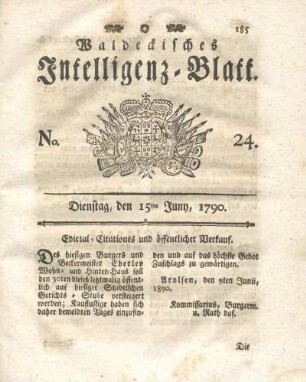 185
Waldeckisches
Intelligenz-Blatt.
No. 24.
Dienstag, den 15ten Juny, 1790.
Edictal-Citationes und öffentlicher Verkauf.
Des hiesigen Burgers und
Beckermeister Eberley
Wohn- und Hinter-Haus soll
den 30ten dieses letztmalig öffent-
lich auf hiesiger Stadtischen
Gerichts-Stube versteigert
werden; Kauflustige haben sich
daher bemeldten Tages einzufin-
den und auf das höchste Gebot
Zuschlags zu gewärtigen.
Arolsen, den 9ten Junii,
1790.
Kommissarius, Burgerm.
u. Rath das.
Die